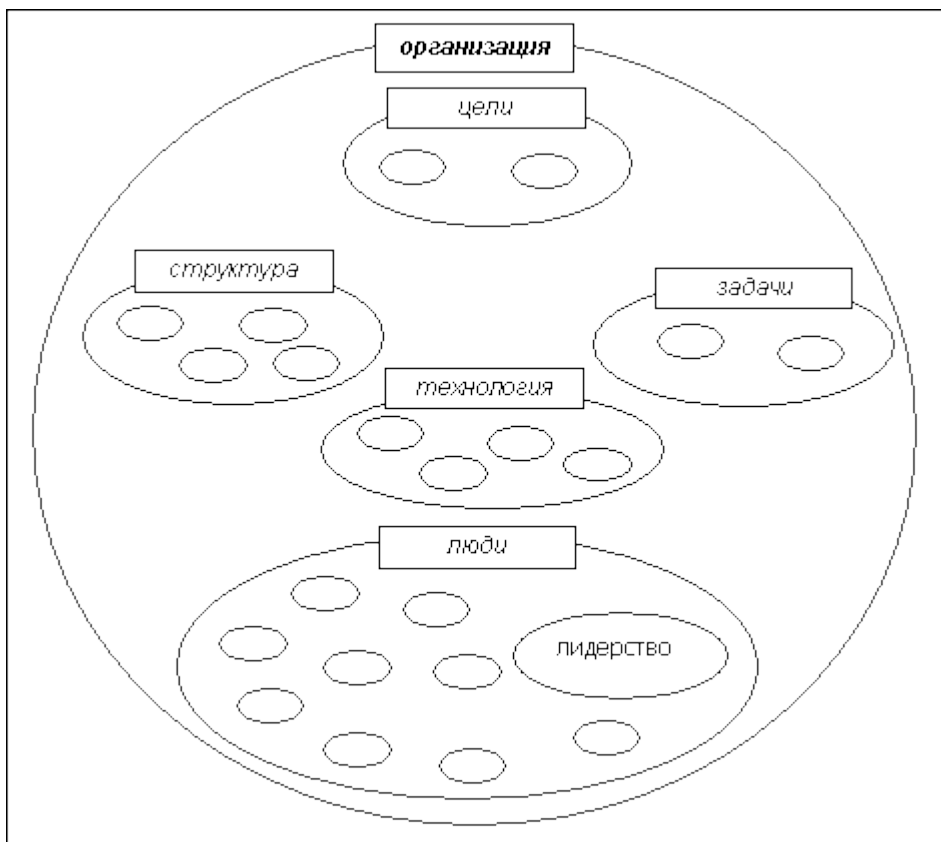 организация
цели
структура
задачи
технология
люди
лидерство